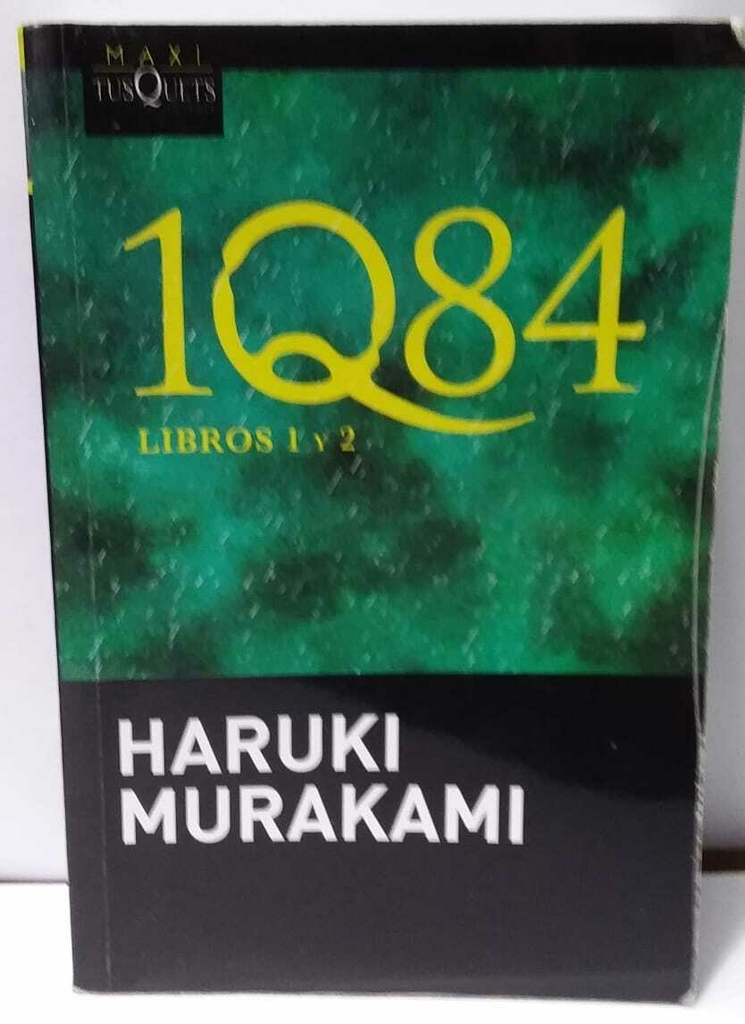 MAXI
TUSQUETS
1Q84
LIBROS 1 Y 2
HARUKI
MURAKAMI